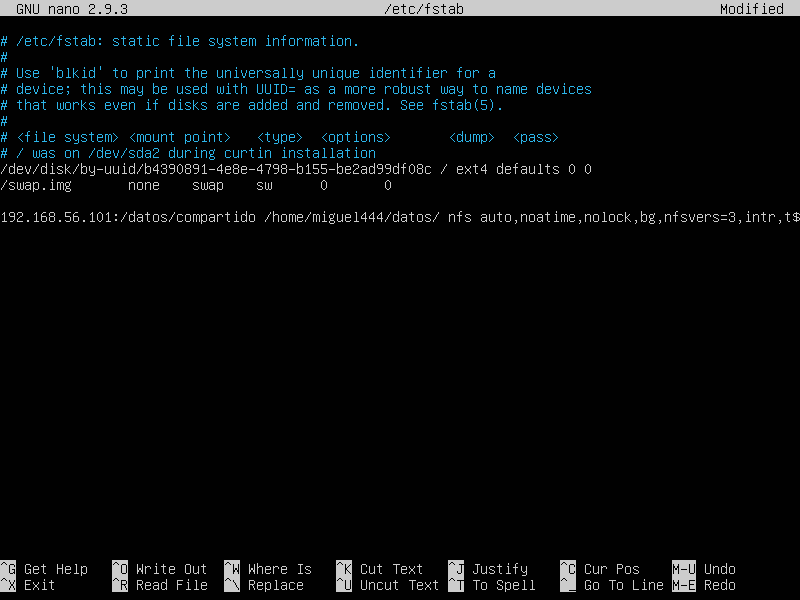 GNU nano 2.9.3 /etc/fstab Modified
# /etc/fstab: static file system information.
#
# Use 'blkid' to print the universally unique identifier for a
# device; this may be used with UUID= as a more robust way to name devices
# that works even if disks are added and removed. See fstab(5).
#
# <file system> <mount point> <type> <options> <dump> <pass>
# / was on /dev/sda2 during curtin installation
/dev/disk/by-uuid/b4390891-4e8e-4798-b155-be2ad99df08c / ext4 defaults 0 0
/swap.img none swap sw 0 0
192.168.56.101:/datos/compartido /home/miguel444/datos/ nfs auto,noatime,nolock,bg,nfsvers=3,intr,t$
^G Get Help ^O Write Out ^W Where Is ^K Cut Text ^J Justify ^C Cur Pos M-U Undo
^X Exit ^R Read File ^\ Replace ^U Uncut Text ^T To Spell ^_ Go To Line M-E Redo